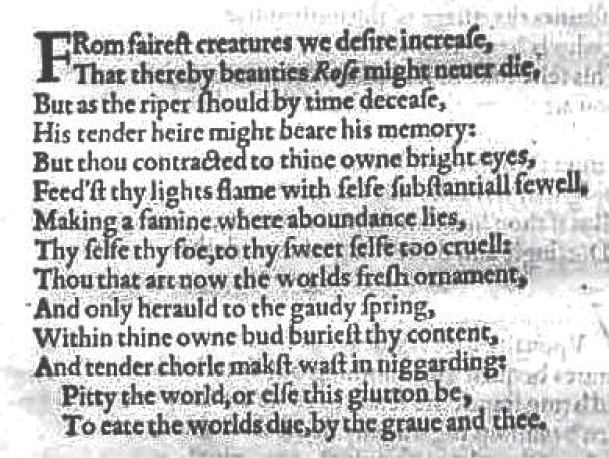 FRom faireſt creatures we deſire increaſe,
That thereby beauties Roſe might neuer die,
But as the riper ſhould by time deceaſe,
His tender heire might beare his memory:
But thou contracted to thine owne bright eyes,
Feed'ſt thy lights flame with ſelfe ſubſtantiall fewell,
Making a famine where aboundance lies,
Thy ſelfe thy foe,to thy ſweet ſelfe too cruell:
Thou that art now the worlds freſh ornament,
And only herauld to the gaudy ſpring,
Within thine owne bud burieſt thy content,
And tender chorle makſt waſt in niggarding:
Pitty the world,or elſe this glutton be,
To eate the worlds due,by the graue and thee.